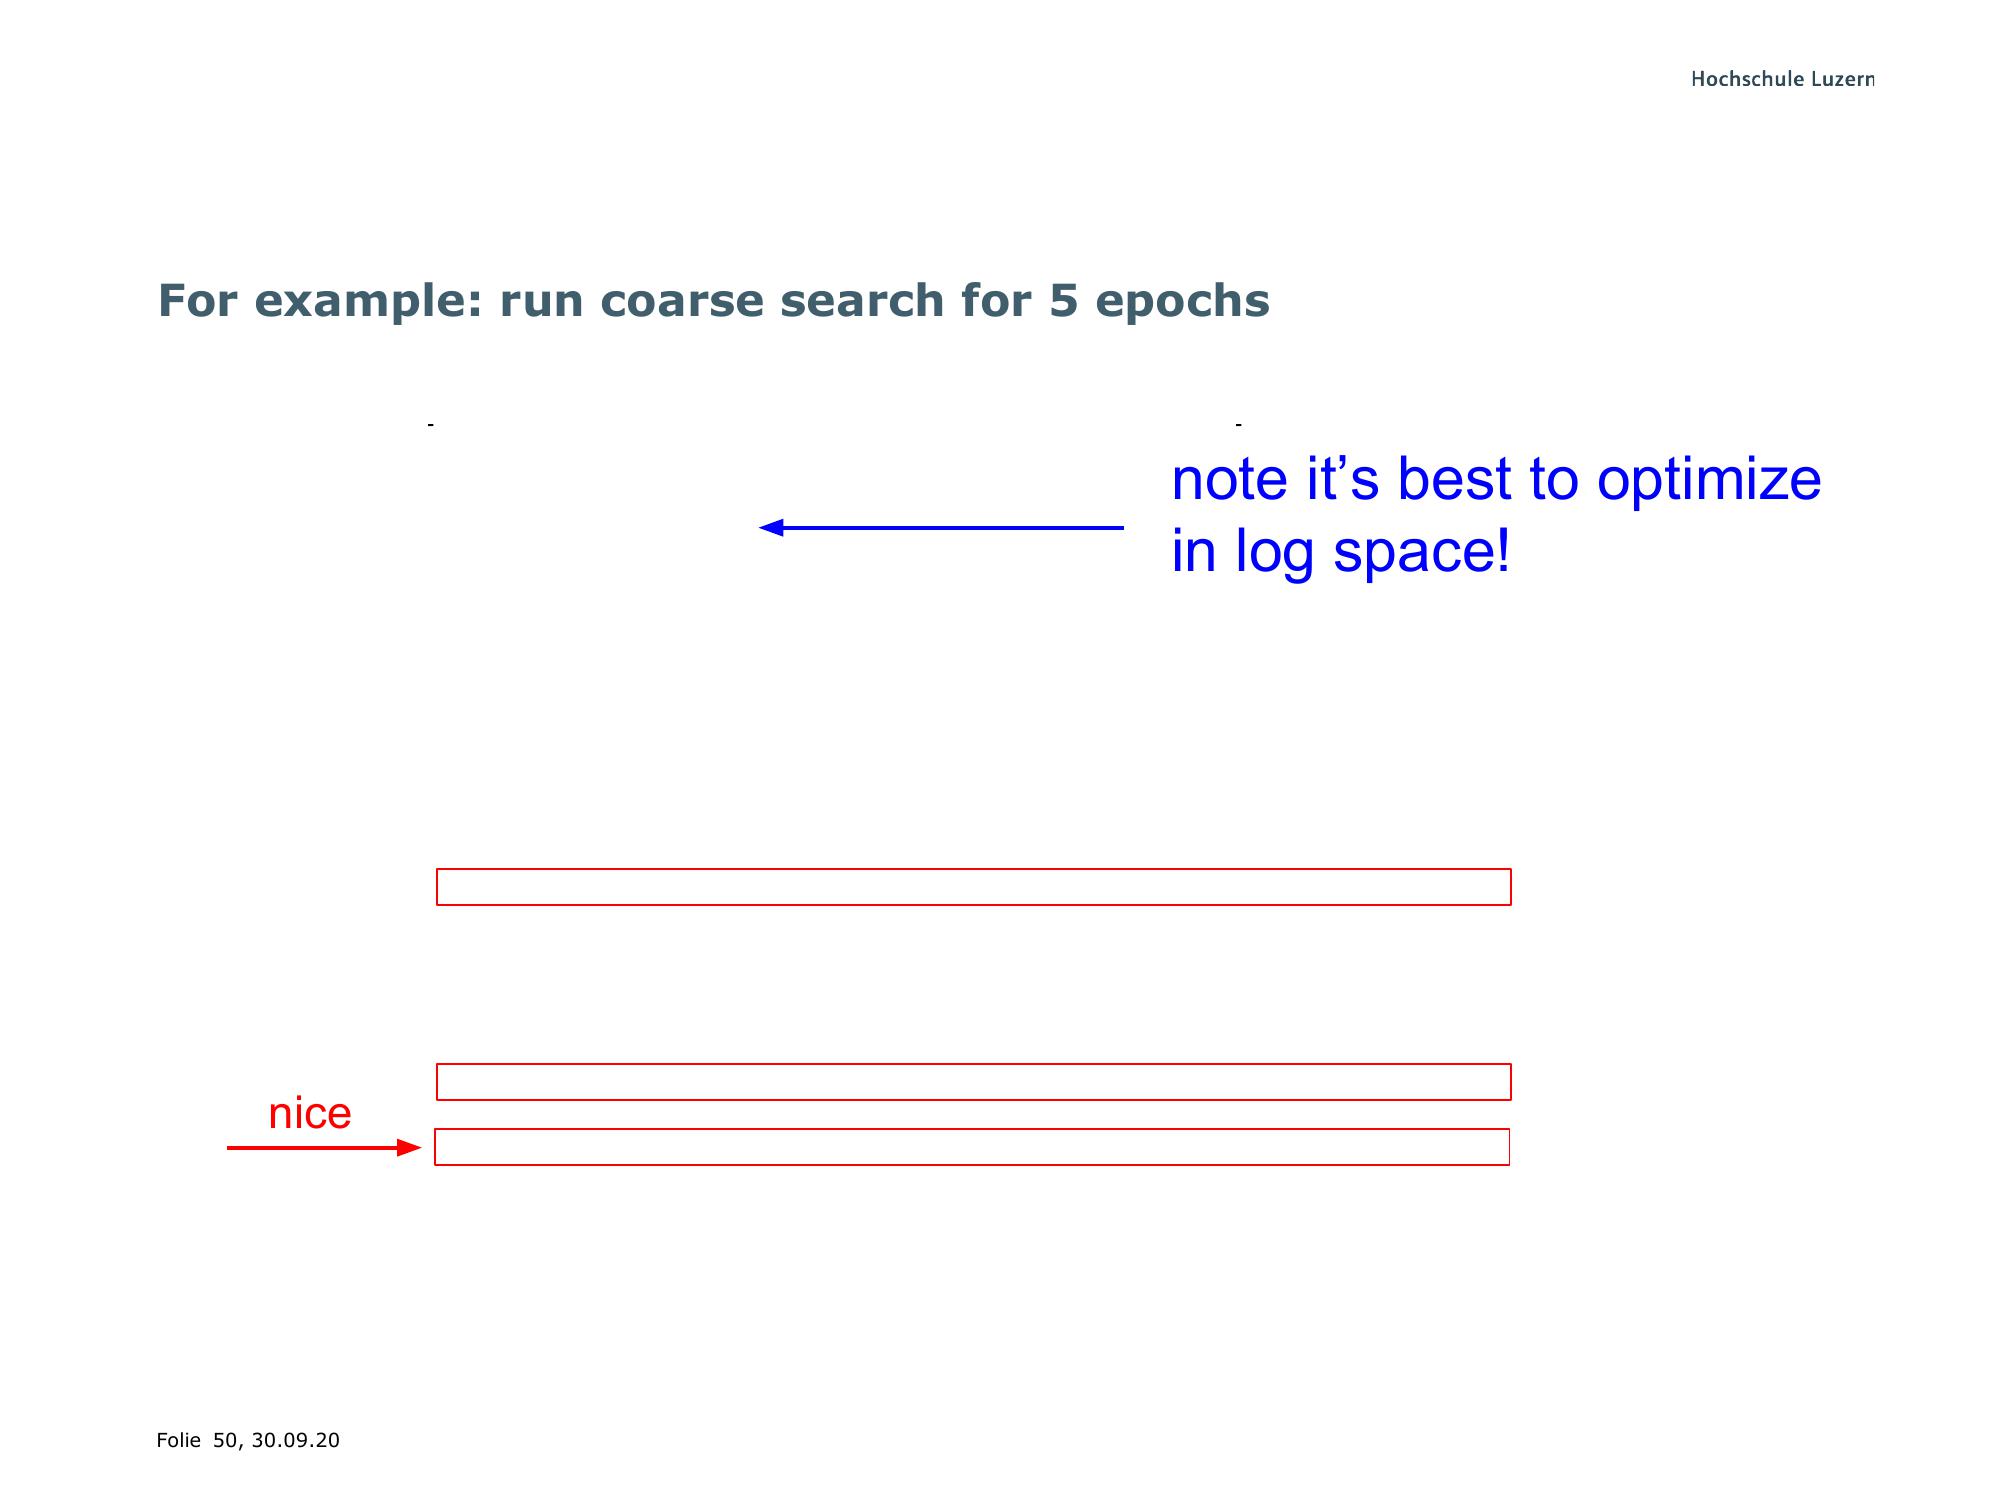 Hochschule Luzern
For example: run coarse search for 5 epochs
- -
note it’s best to optimize
in log space!
nice
Folie 50, 30.09.20